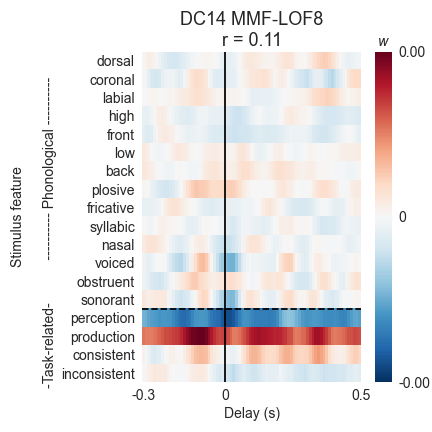 DC14 MMF-LOF8
r = 0.11
w
Stimulus feature
-Task-related- ---------- Phonological ----------
dorsal
coronal
labial
high
front
low
back
plosive
fricative
syllabic
nasal
voiced
obstruent
sonorant
perception
production
consistent
inconsistent
0.00
0
-0.00
-0.3
0
0.5
Delay (s)